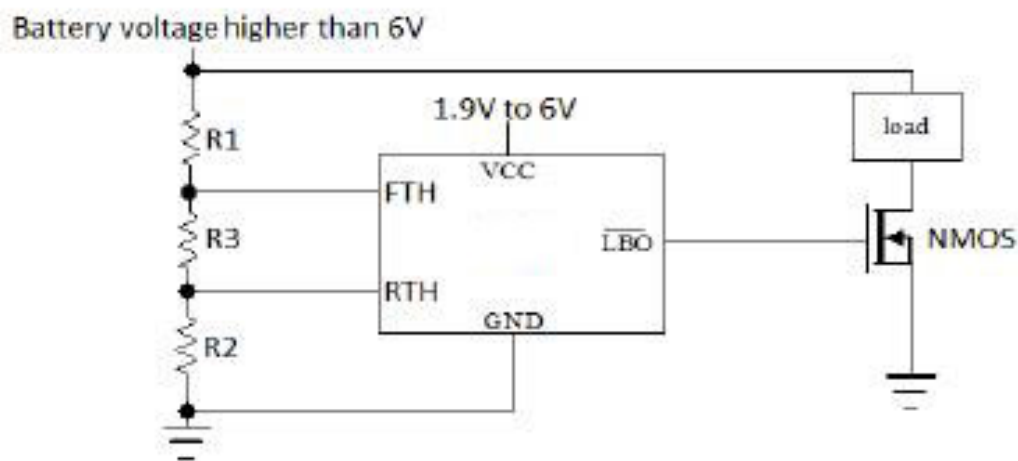 Battery voltage higher than 6V
1.9V to 6V
load
R1
VCC
FTH
R3
LBO
NMOS
RTH
GND
R2